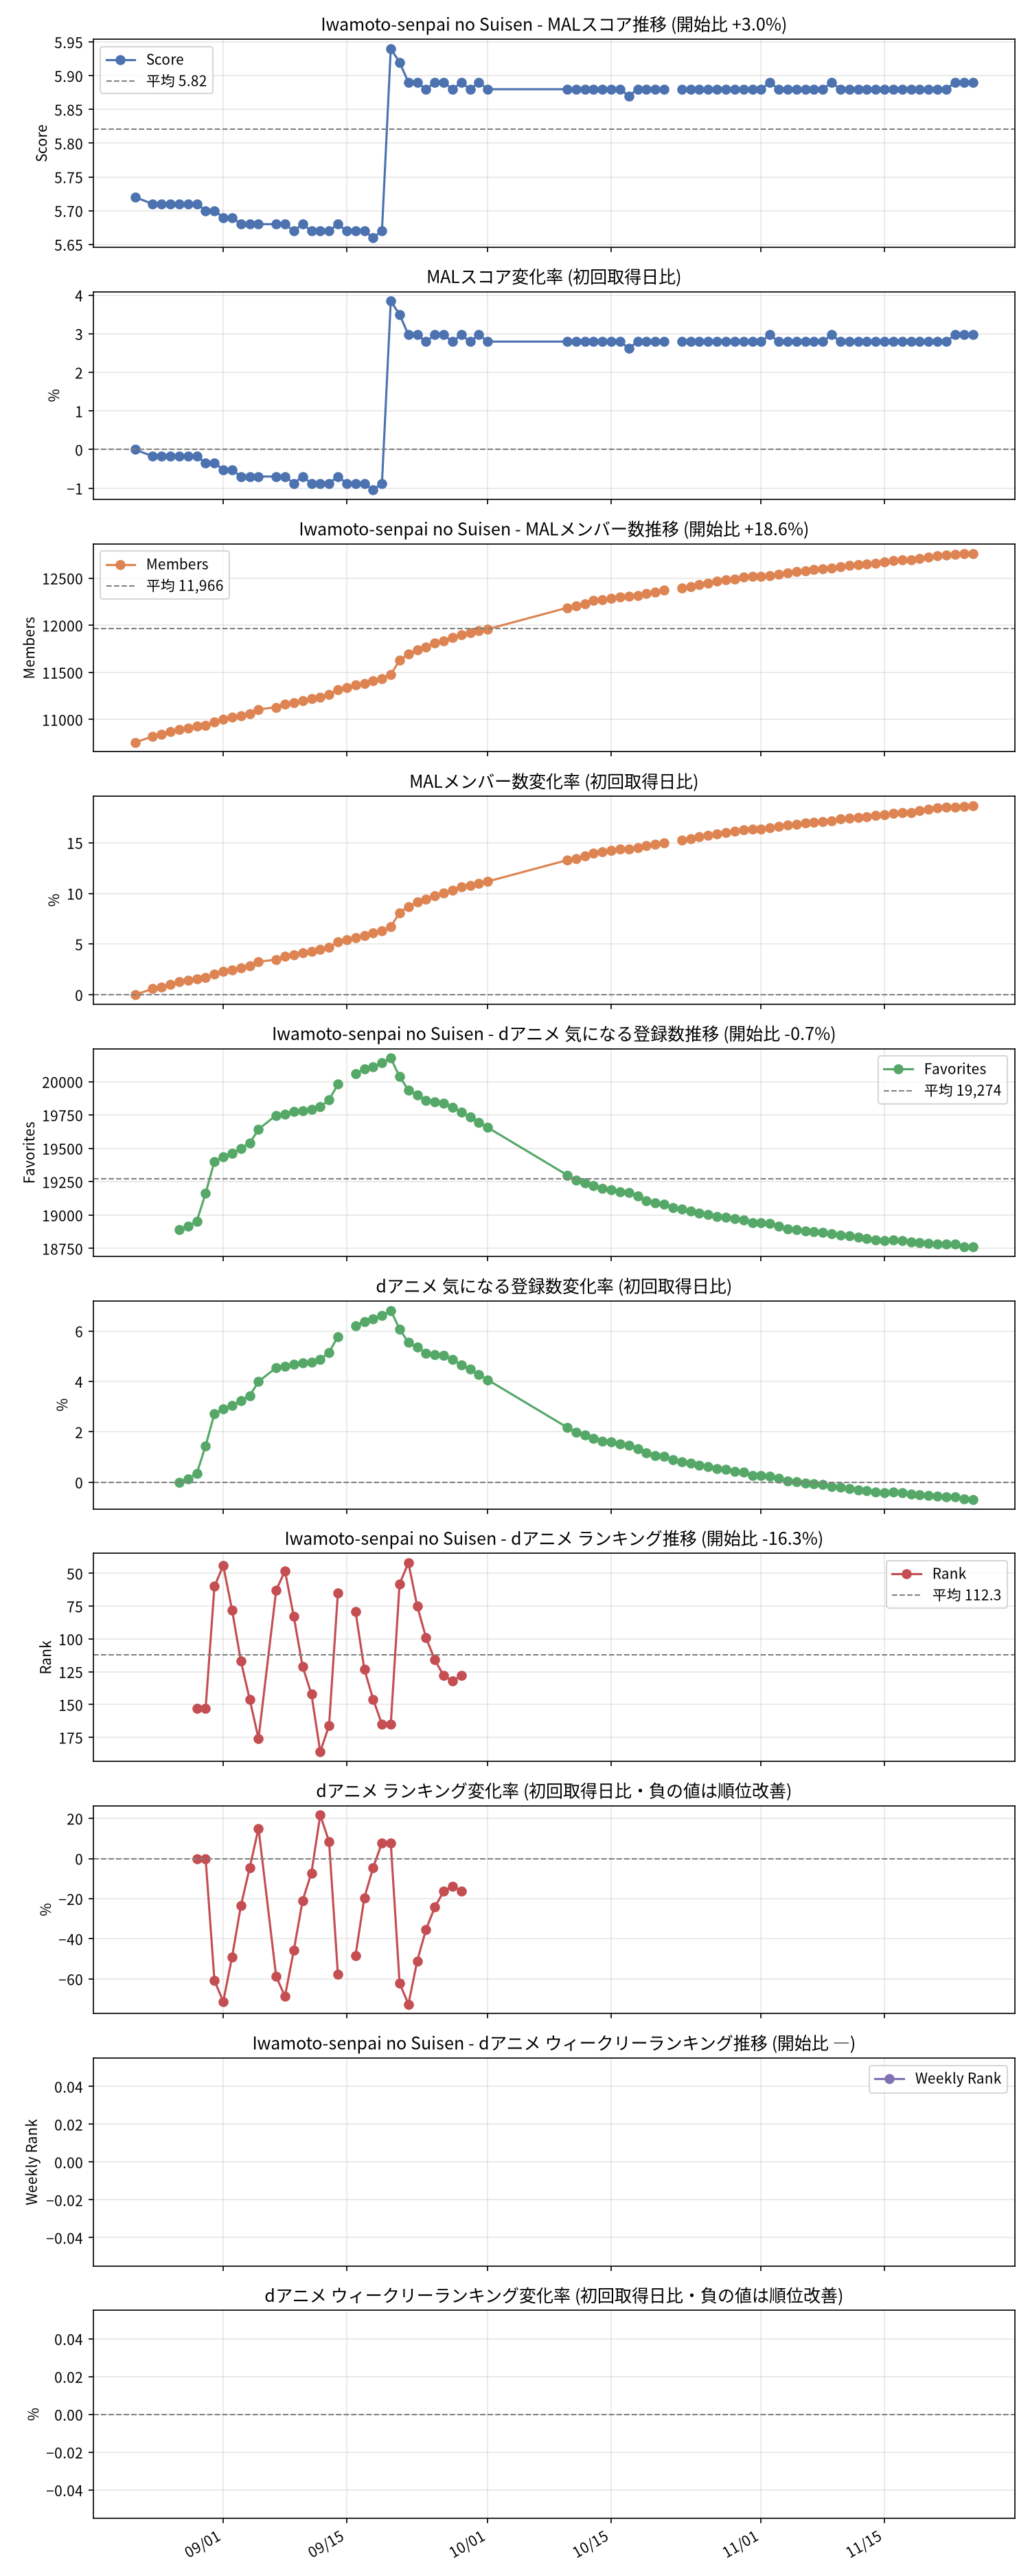 Iwamoto-senpai no Suisen - MALスコア推移 (開始比 +3.0%)
5.95
5.90
5.85
5.80
5.75
5.70
5.65
Score
Score
平均 5.82
MALスコア変化率 (初回取得日比)
4
3
2
1
0
−1
%
Iwamoto-senpai no Suisen - MALメンバー数推移 (開始比 +18.6%)
12500
12000
11500
11000
Members
Members
平均 11,966
MALメンバー数変化率 (初回取得日比)
15
10
5
0
%
Iwamoto-senpai no Suisen - dアニメ 気になる登録数推移 (開始比 -0.7%)
20000
19750
19500
19250
19000
18750
Favorites
Favorites
平均 19,274
dアニメ 気になる登録数変化率 (初回取得日比)
6
4
2
0
%
Iwamoto-senpai no Suisen - dアニメ ランキング推移 (開始比 -16.3%)
50
75
100
125
150
175
Rank
Rank
平均 112.3
dアニメ ランキング変化率 (初回取得日比・負の値は順位改善)
20
0
−20
−40
−60
%
Iwamoto-senpai no Suisen - dアニメ ウィークリーランキング推移 (開始比 —)
0.04
0.02
0.00
−0.02
−0.04
Weekly Rank
Weekly Rank
dアニメ ウィークリーランキング変化率 (初回取得日比・負の値は順位改善)
0.04
0.02
0.00
−0.02
−0.04
%
09/01
09/15
10/01
10/15
11/01
11/15